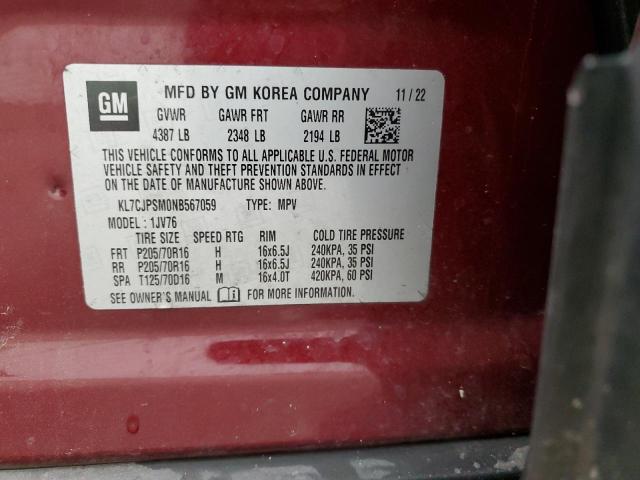 GM
MFD BY GM KOREA COMPANY 11 / 22
GVWR GAWR FRT GAWR RR
4387 LB 2348 LB 2194 LB
THIS VEHICLE CONFORMS TO ALL APPLICABLE U.S. FEDERAL MOTOR
VEHICLE SAFETY AND THEFT PREVENTION STANDARDS IN EFFECT
ON THE DATE OF MANUFACTURE SHOWN ABOVE.
KL7CJPSM0NB567059 TYPE: MPV
MODEL : 1JV76
TIRE SIZE SPEED RTG RIM COLD TIRE PRESSURE
FRT P205/70R16 H 16x6.5J 240KPA, 35 PSI
RR P205/70R16 H 16x6.5J 240KPA, 35 PSI
SPA T125/70D16 M 16x4.0T 420KPA, 60 PSI
SEE OWNER'S MANUAL FOR MORE INFORMATION.